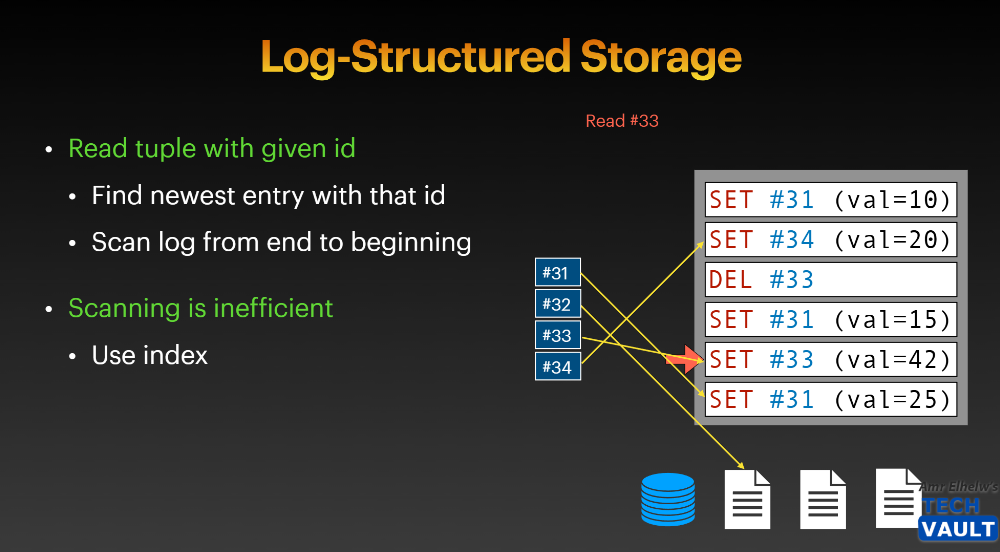 Log-Structured Storage
Read #33
• Read tuple with given id
• Find newest entry with that id
• Scan log from end to beginning
• Scanning is inefficient
• Use index
#31
#32
#33
#34
SET #31 (val=10)
SET #34 (val=20)
DEL #33
SET #31 (val=15)
SET #33 (val=42)
SET #31 (val=25)
Amr Elhelw's
TECH
VAULT